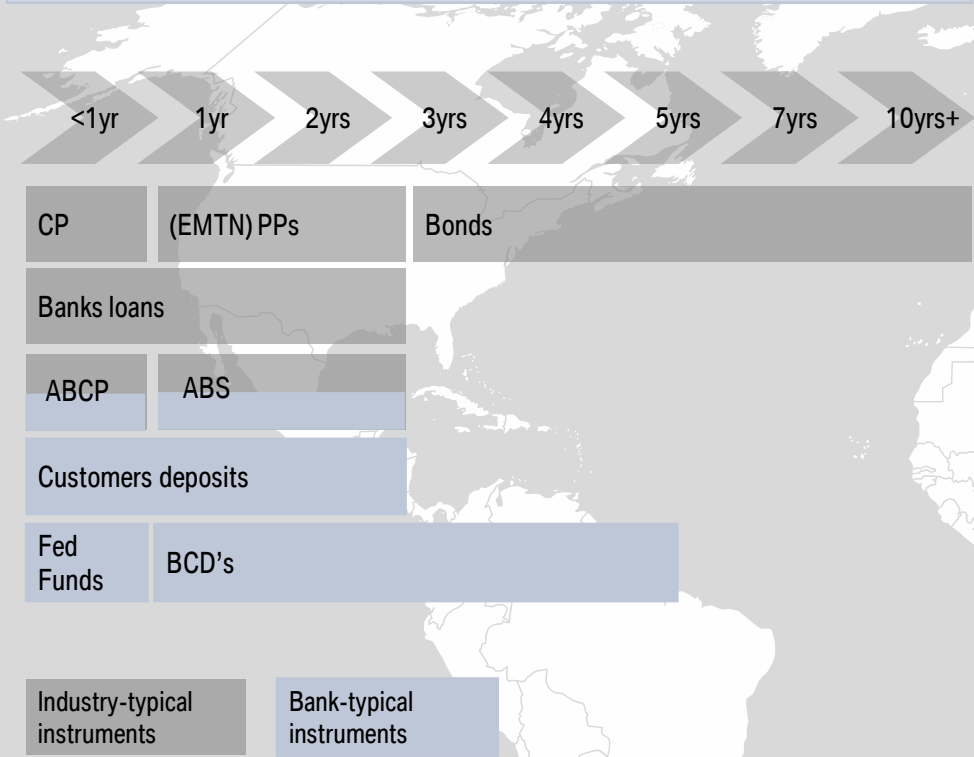 <1yr 1yr 2yrs 3yrs 4yrs 5yrs 7yrs 10yrs+
CP (EMTN) PPs Bonds
Banks loans
ABCP ABS
Customers deposits
Fed
Funds
BCD's
Industry-typical
instruments
Bank-typical
instruments